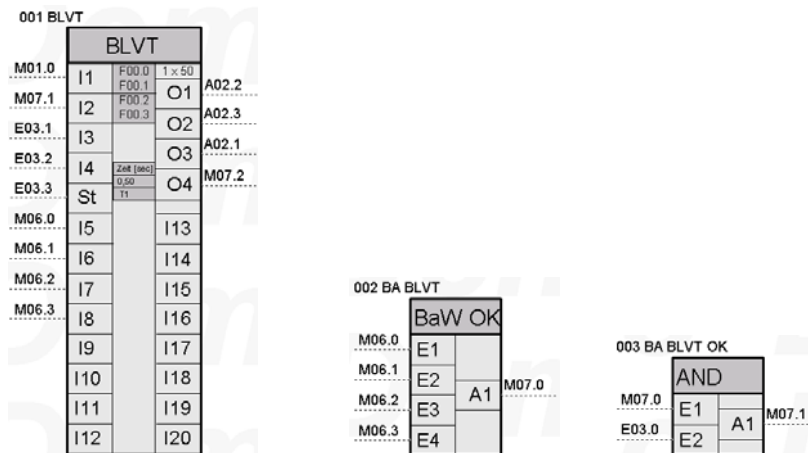 001 BLVT
BLVT
M01.0 I1 F00.0 1 x 50
F00.1 O1 A02.2
M07.1 I2 F00.2
F00.3 O2 A02.3
E03.1 I3
O3 A02.1
E03.2 I4 Zeit [sec]
0,50 O4 M07.2
E03.3 St T1
M06.0 I5 I13
M06.1 I6 I14
M06.2 I7 I15
M06.3 I8 I16
I9 I17
I10 I18
I11 I19
I12 I20
002 BA BLVT
BaW OK
M06.0 E1
M06.1 E2
A1 M07.0
M06.2 E3
M06.3 E4
003 BA BLVT OK
AND
M07.0 E1
A1 M07.1
E03.0 E2